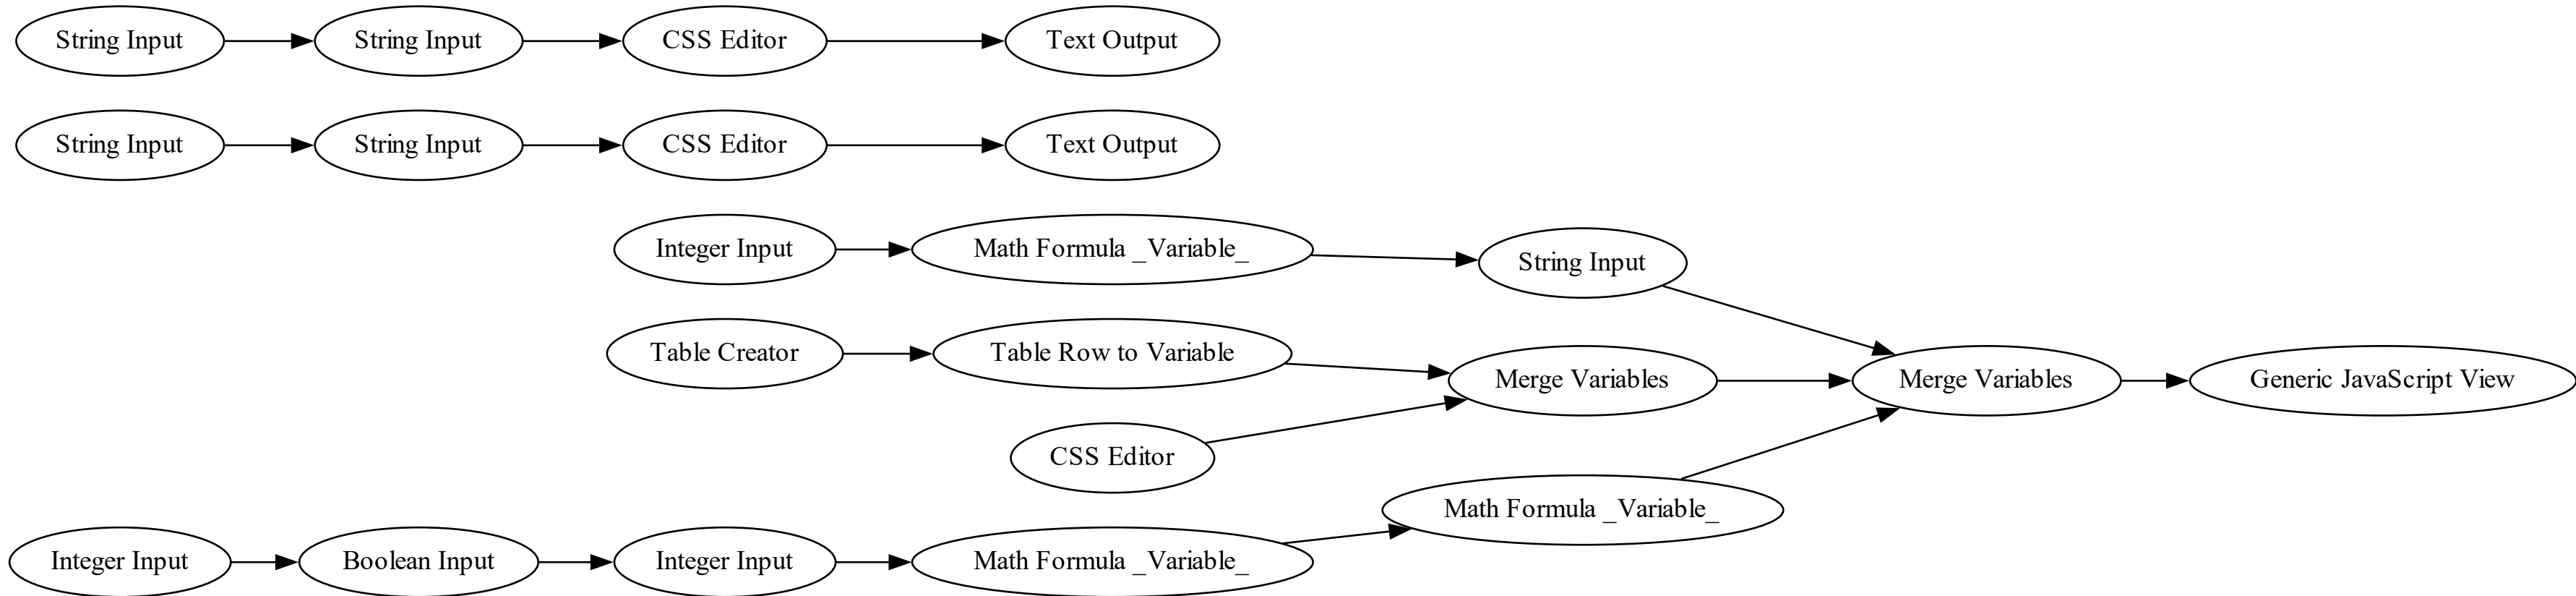 String Input
String Input
CSS Editor
Text Output
String Input
String Input
CSS Editor
Text Output
Integer Input
Math Formula _Variable_
String Input
Table Creator
Table Row to Variable
Merge Variables
Merge Variables
Generic JavaScript View
CSS Editor
Math Formula _Variable_
Integer Input
Boolean Input
Integer Input
Math Formula _Variable_